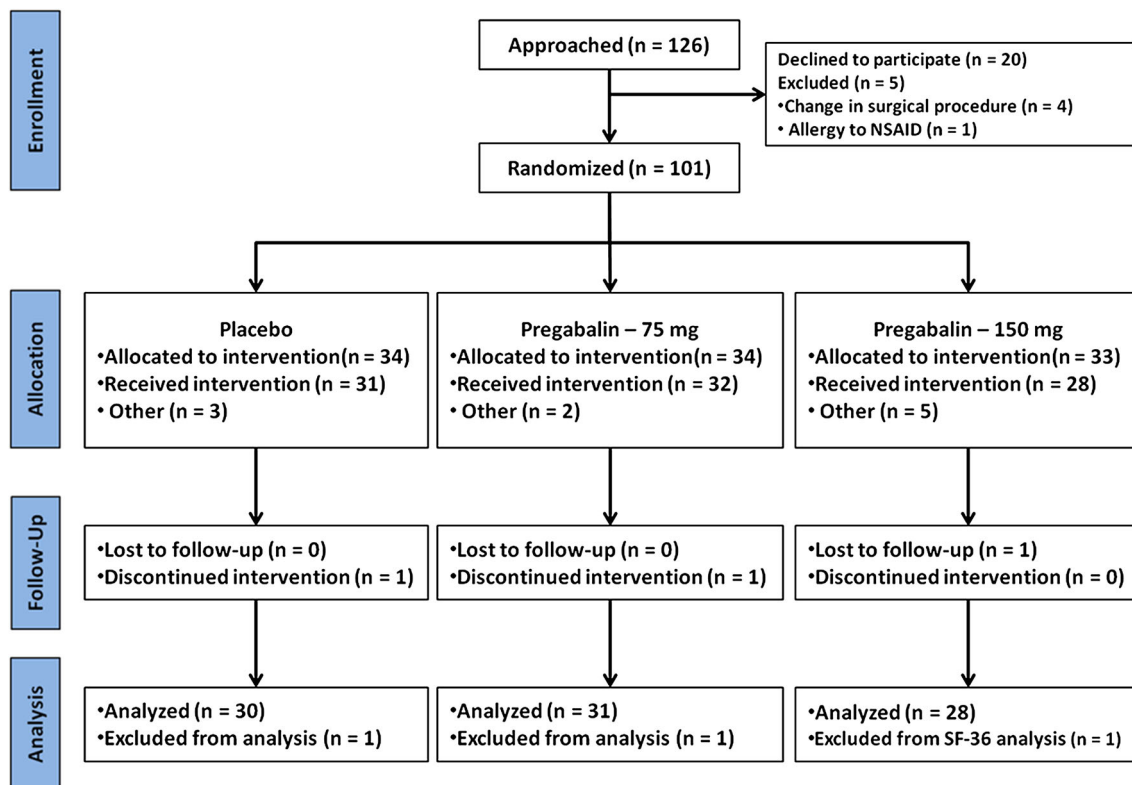 Enrollment
Approached (n = 126)
Declined to participate (n = 20)
Excluded (n = 5)
•Change in surgical procedure (n = 4)
• Allergy to NSAID (n = 1)
Randomized (n = 101)
Allocation
Placebo
•Allocated to intervention(n = 34)
•Received intervention (n = 31)
• Other (n = 3)
Pregabalin – 75 mg
•Allocated to intervention (n = 34)
•Received intervention (n = 32)
• Other (n = 2)
Pregabalin – 150 mg
•Allocated to intervention(n = 33)
•Received intervention (n = 28)
• Other (n = 5)
Follow-Up
•Lost to follow-up (n = 0)
•Discontinued intervention (n = 1)
•Lost to follow-up (n = 0)
•Discontinued intervention (n = 1)
•Lost to follow-up (n = 1)
•Discontinued intervention (n = 0)
Analysis
•Analyzed (n = 30)
•Excluded from analysis (n = 1)
•Analyzed (n = 31)
•Excluded from analysis (n = 1)
•Analyzed (n = 28)
•Excluded from SF-36 analysis (n = 1)